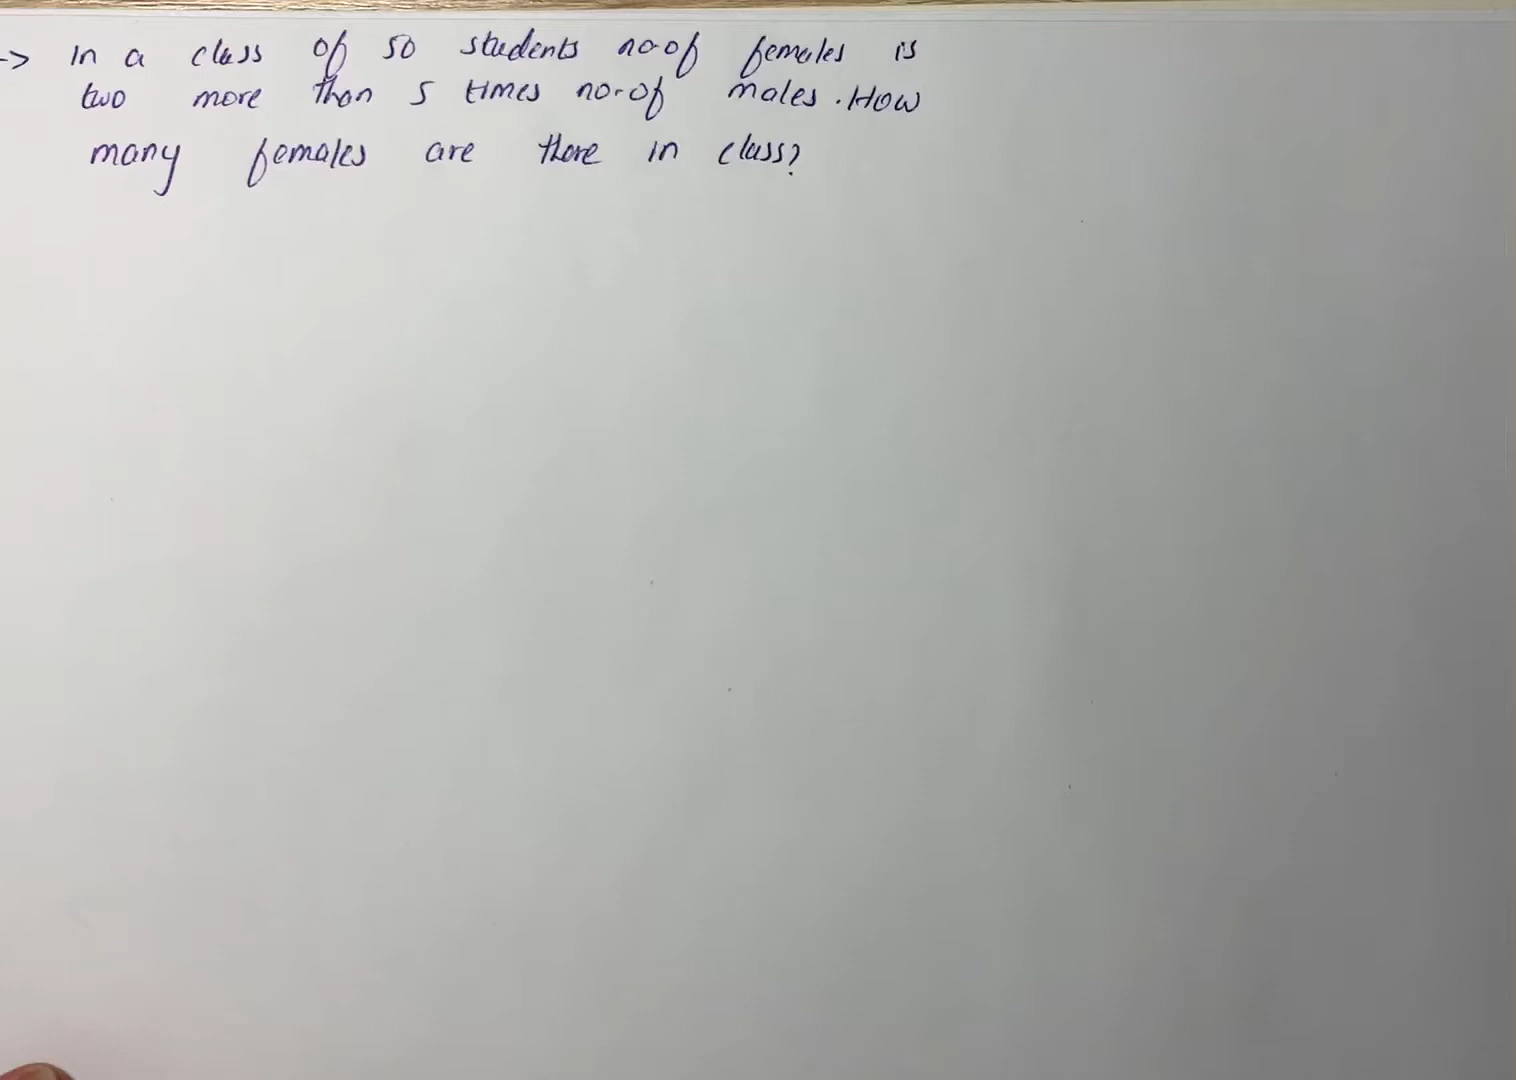 -> In a class of 50 students no.of females is
two more than 5 times no.of males. How
many females are there in class?